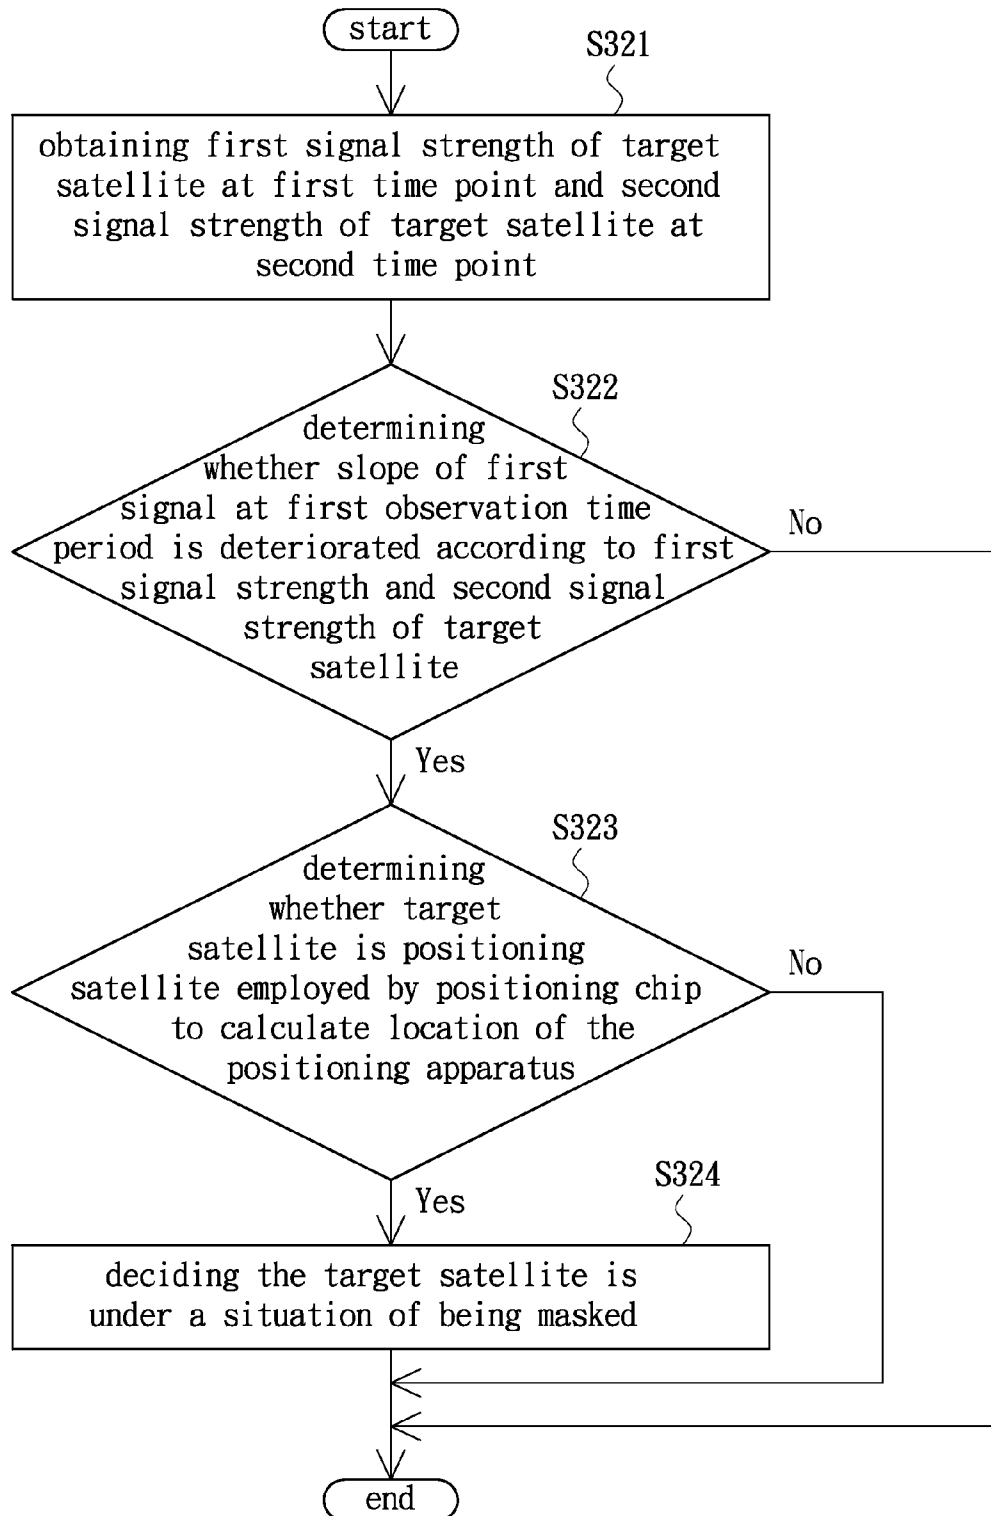 start
S321
obtaining first signal strength of target
satellite at first time point and second
signal strength of target satellite at
second time point
S322
determining
whether slope of first
signal at first observation time
period is deteriorated according to first
signal strength and second signal
strength of target
satellite
No
Yes
S323
determining
whether target
satellite is positioning
satellite employed by positioning chip
to calculate location of the
positioning apparatus
No
Yes
S324
deciding the target satellite is
under a situation of being masked
end